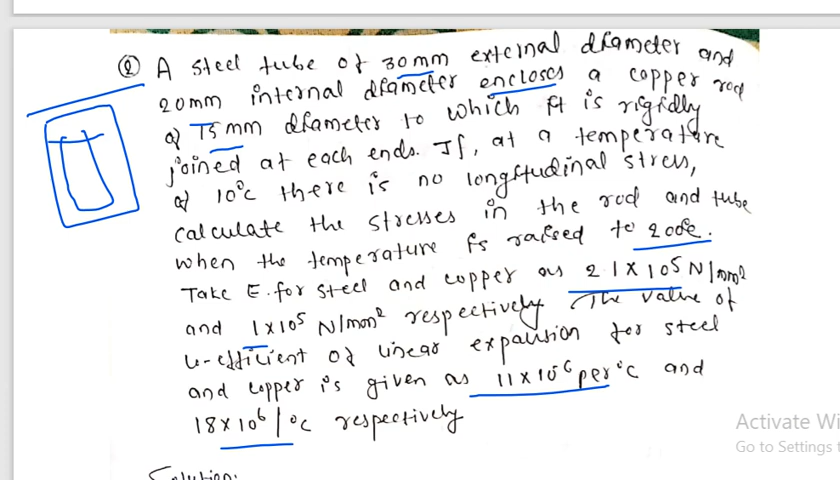 ② A steel tube of 30mm external diameter and
20mm internal diameter encloses a copper rod
of 15mm diameter to which it is rigidly
joined at each ends. If, at a temperature
of 10°C there is no longitudinal stress,
calculate the stresses in the rod and tube
when the temperature is raised to 200°C.
Take E.for steel and copper as 2.1 X 10⁵ N/mm²
and 1x10⁵ N/mm² respectively The value of
co-efficient of linear expansion for steel
and copper is given as 11 x 10⁻⁶ per °C and
18x10⁻⁶ / °C respectively
Solution:
Activate Wi
Go to Settings t